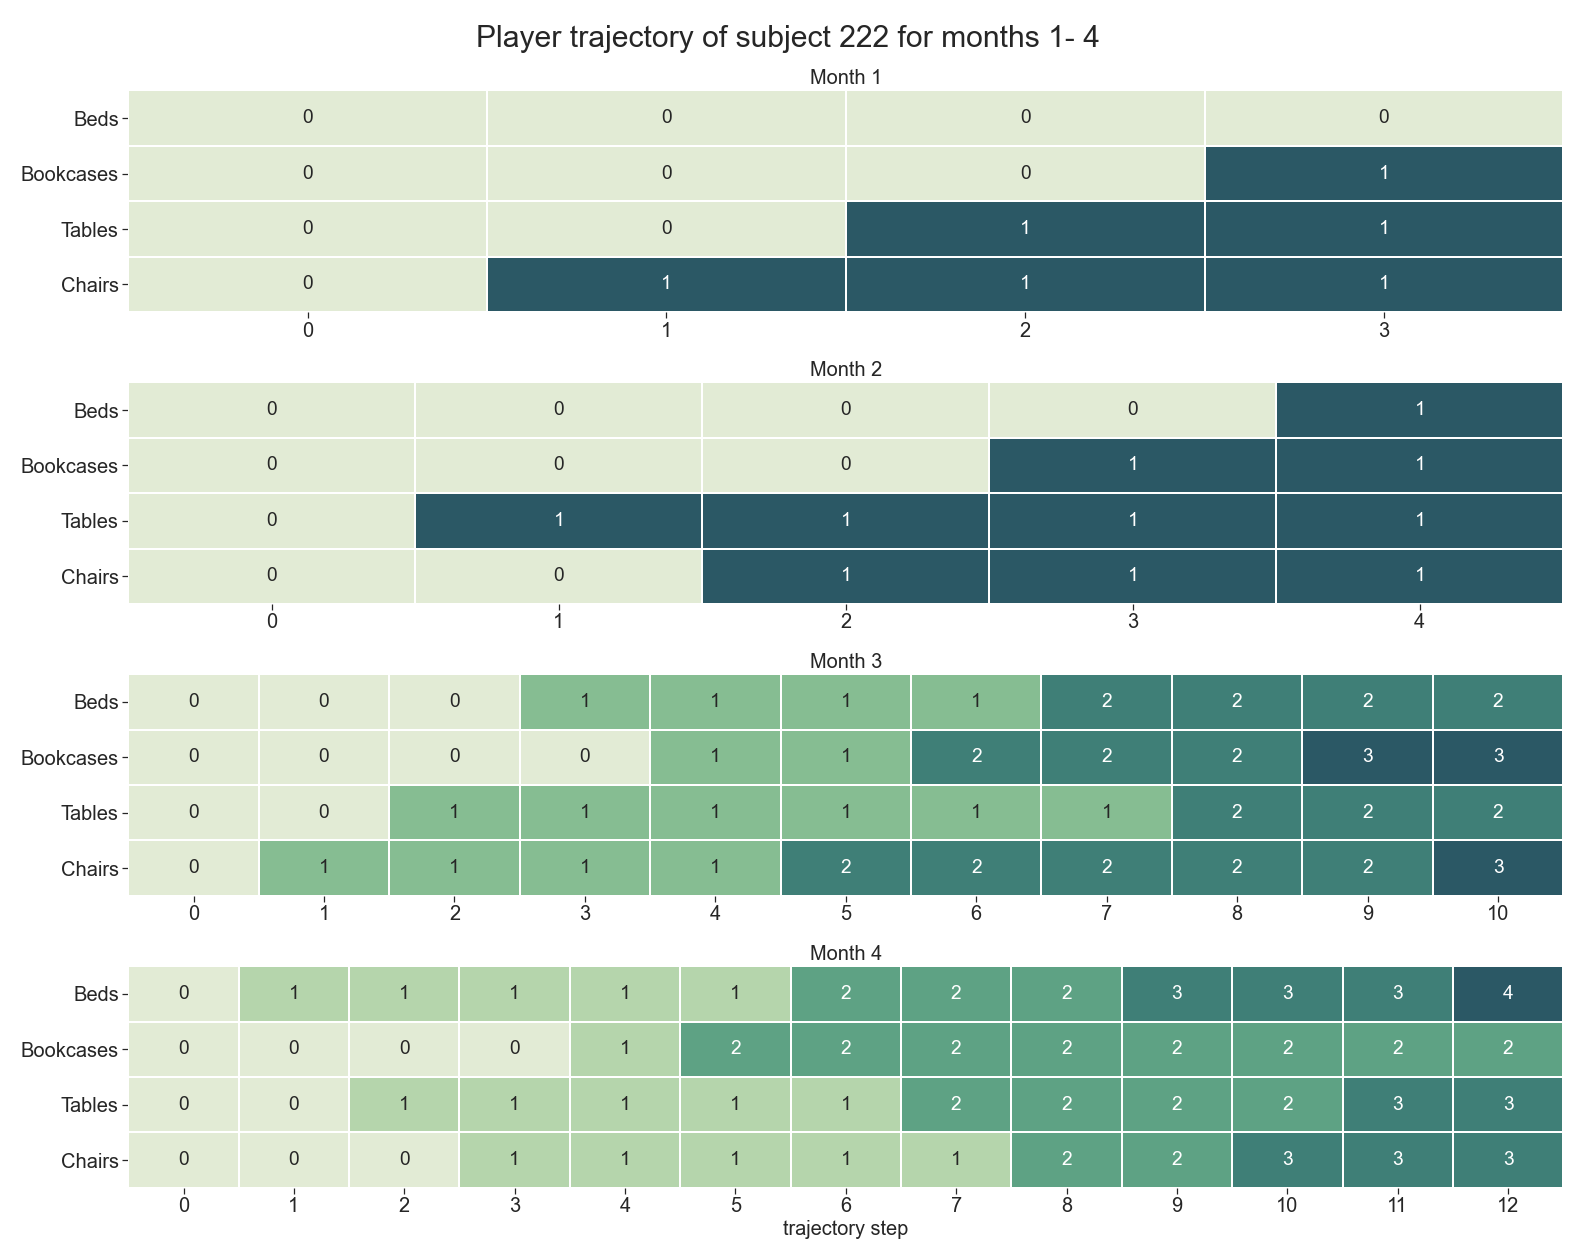 Player trajectory of subject 222 for months 1- 4
Month 1
Beds 0 0 0 0
Bookcases 0 0 0 1
Tables 0 0 1 1
Chairs 0 1 1 1
0 1 2 3
Month 2
Beds 0 0 0 0 1
Bookcases 0 0 0 1 1
Tables 0 1 1 1 1
Chairs 0 0 1 1 1
0 1 2 3 4
Month 3
Beds 0 0 0 1 1 1 1 2 2 2 2
Bookcases 0 0 0 0 1 1 2 2 2 3 3
Tables 0 0 1 1 1 1 1 1 2 2 2
Chairs 0 1 1 1 1 2 2 2 2 2 3
0 1 2 3 4 5 6 7 8 9 10
Month 4
Beds 0 1 1 1 1 1 2 2 2 3 3 3 4
Bookcases 0 0 0 0 1 2 2 2 2 2 2 2 2
Tables 0 0 1 1 1 1 1 2 2 2 2 3 3
Chairs 0 0 0 1 1 1 1 1 2 2 3 3 3
0 1 2 3 4 5 6 7 8 9 10 11 12
trajectory step